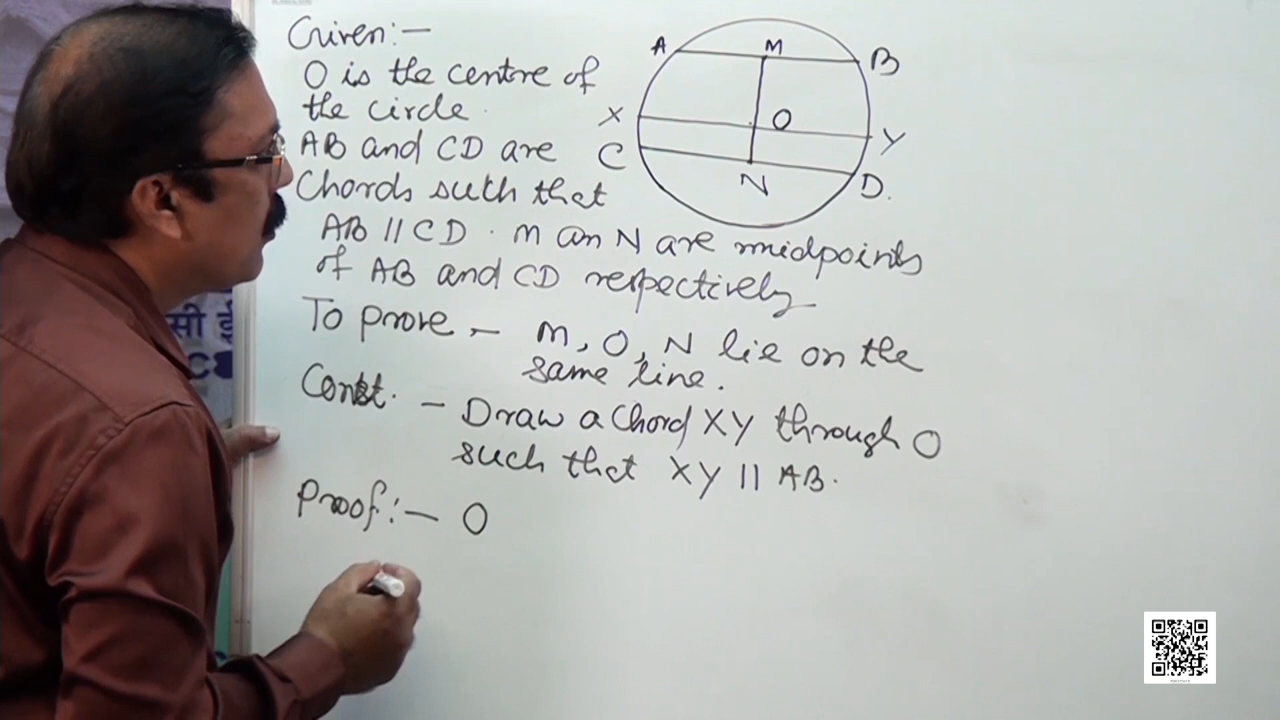 Given:-
O is the centre of
the circle.
AB and CD are
Chords such that
AB || CD. M an N are midpoints
of AB and CD respectively
To prove - M, O, N lie on the
same line.
Const. - Draw a Chord XY through O
such that XY || AB.
Proof:- O
A M B
X O Y
C N D.
सी
C